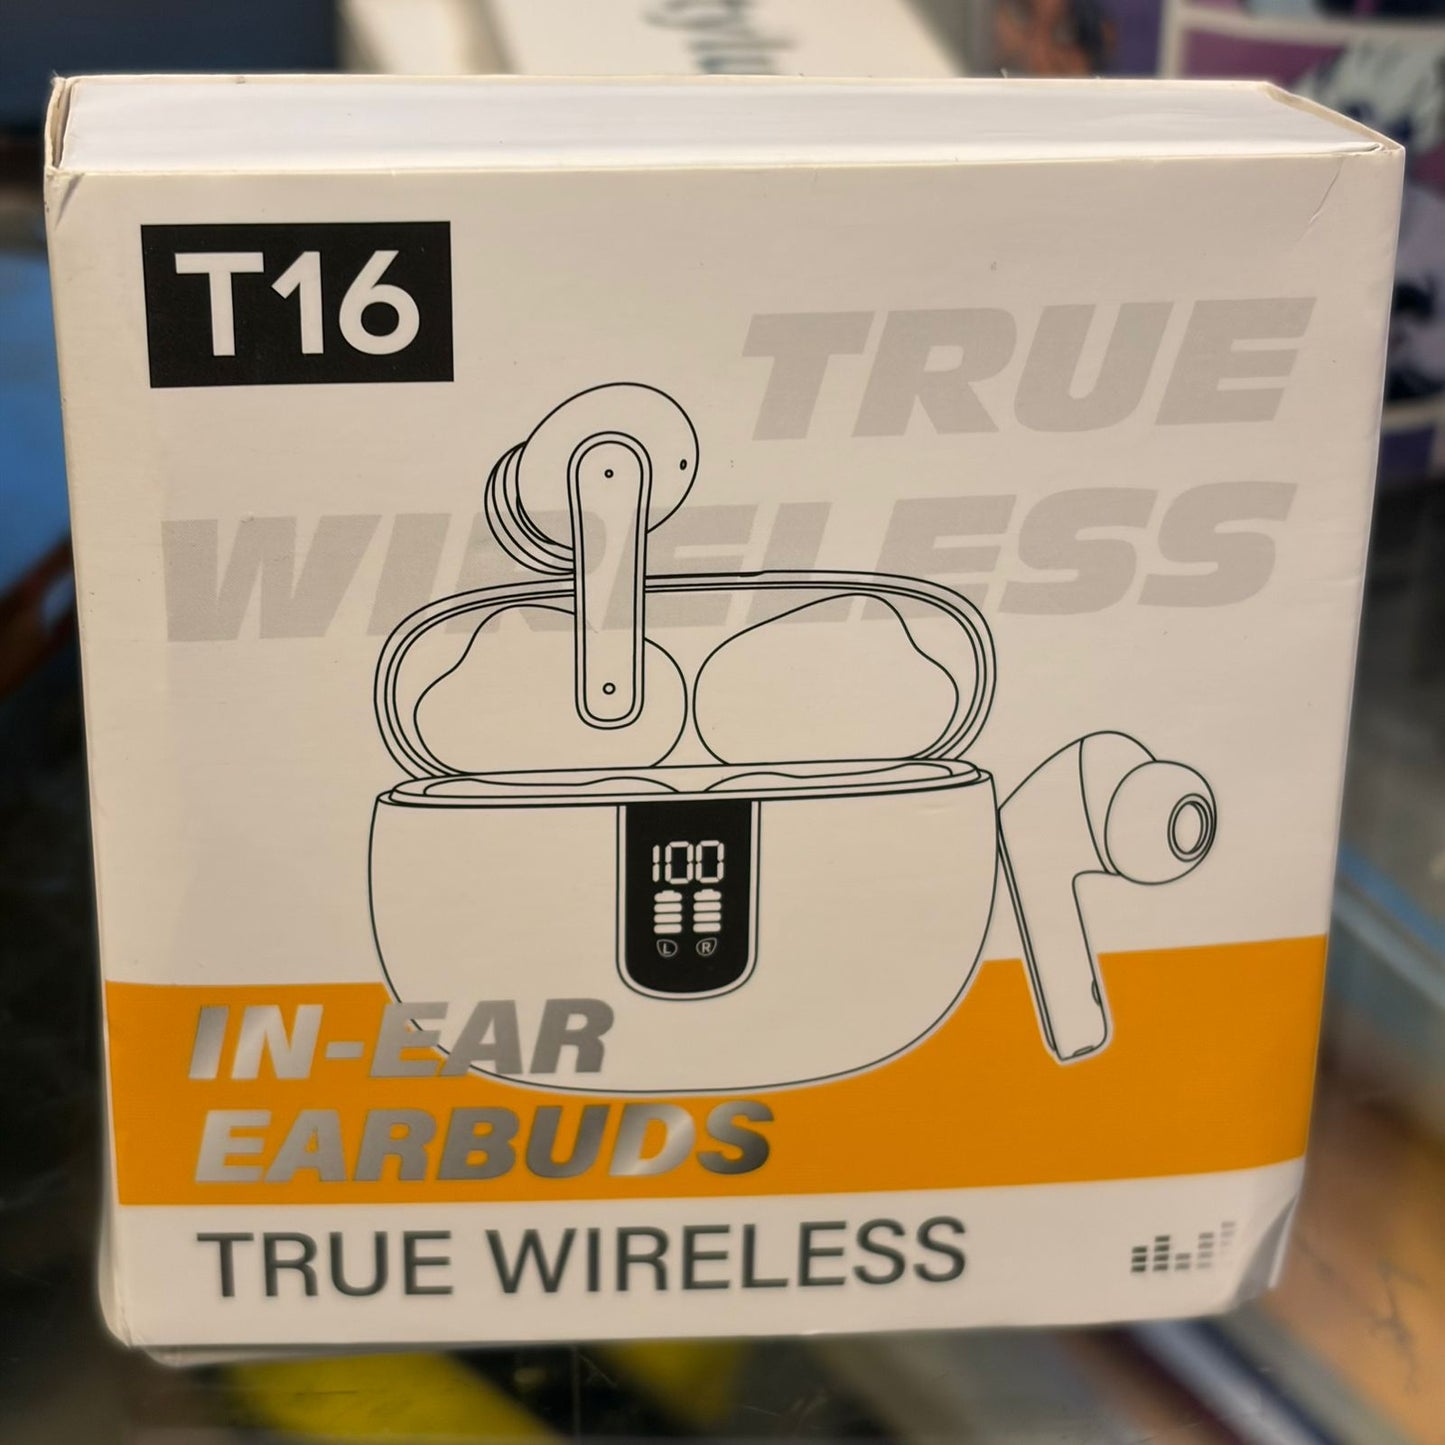 T16
TRUE
WIRELESS
100
L R
IN-EAR
EARBUDS
TRUE WIRELESS